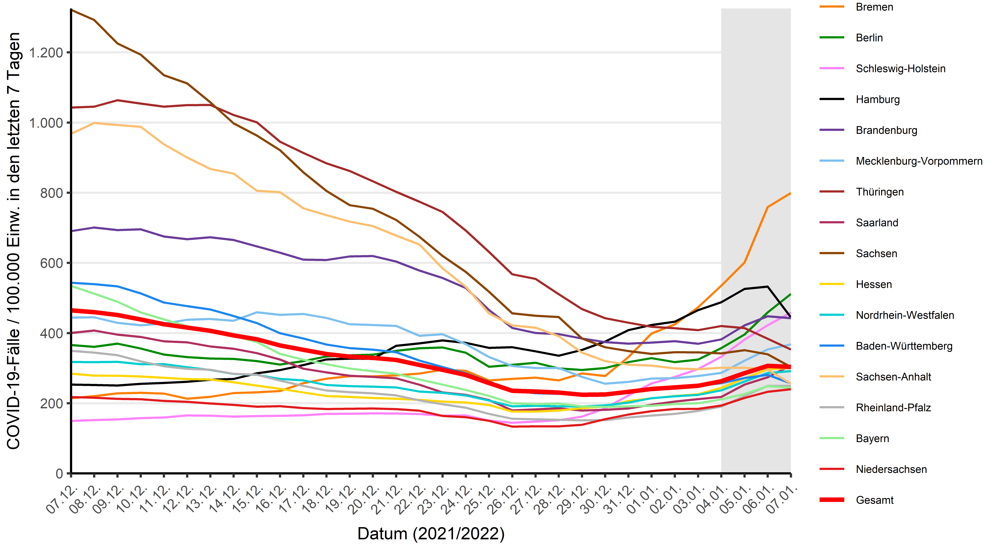 COVID-19-Fälle / 100.000 Einw. in den letzten 7 Tagen
1.200
1.000
800
600
400
200
0
07.12.
08.12.
09.12.
10.12.
11.12.
12.12.
13.12.
14.12.
15.12.
16.12.
17.12.
18.12.
19.12.
20.12.
21.12.
22.12.
23.12.
24.12.
25.12.
26.12.
27.12.
28.12.
29.12.
30.12.
31.12.
01.01.
02.01.
03.01.
04.01.
05.01.
06.01.
07.01.
Datum (2021/2022)
Bremen
Berlin
Schleswig-Holstein
Hamburg
Brandenburg
Mecklenburg-Vorpommern
Thüringen
Saarland
Sachsen
Hessen
Nordrhein-Westfalen
Baden-Württemberg
Sachsen-Anhalt
Rheinland-Pfalz
Bayern
Niedersachsen
Gesamt